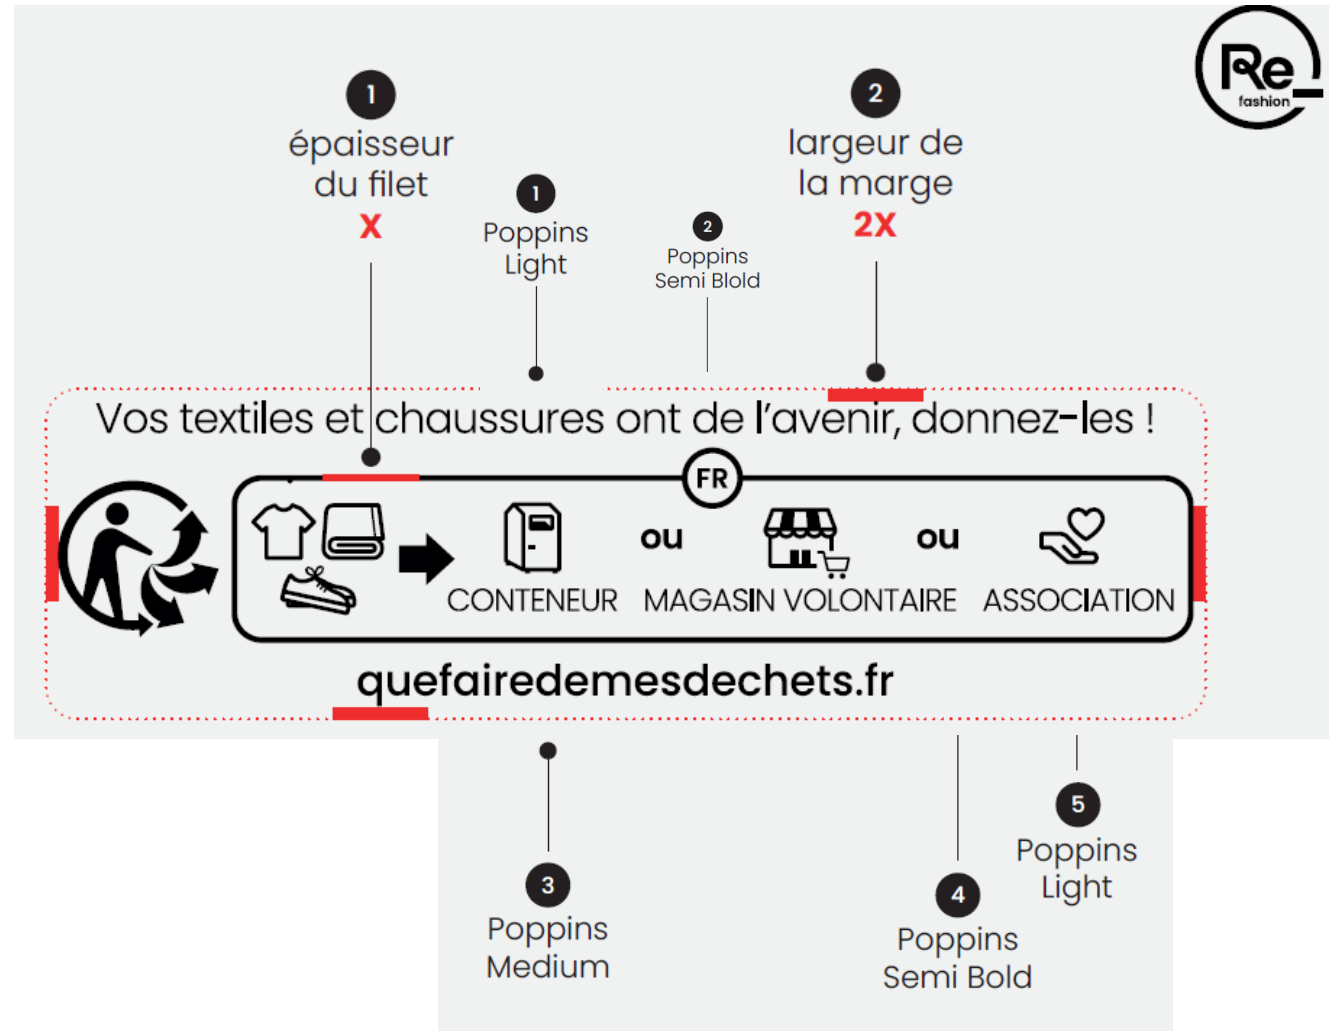 Re_
fashion
1
épaisseur
du filet
X
1
Poppins
Light
2
Poppins
Semi Blold
2
largeur de
la marge
2X
Vos textiles et chaussures ont de l’avenir, donnez-les !
FR
ou
ou
CONTENEUR MAGASIN VOLONTAIRE ASSOCIATION
quefairedemesdechets.fr
3
Poppins
Medium
4
Poppins
Semi Bold
5
Poppins
Light